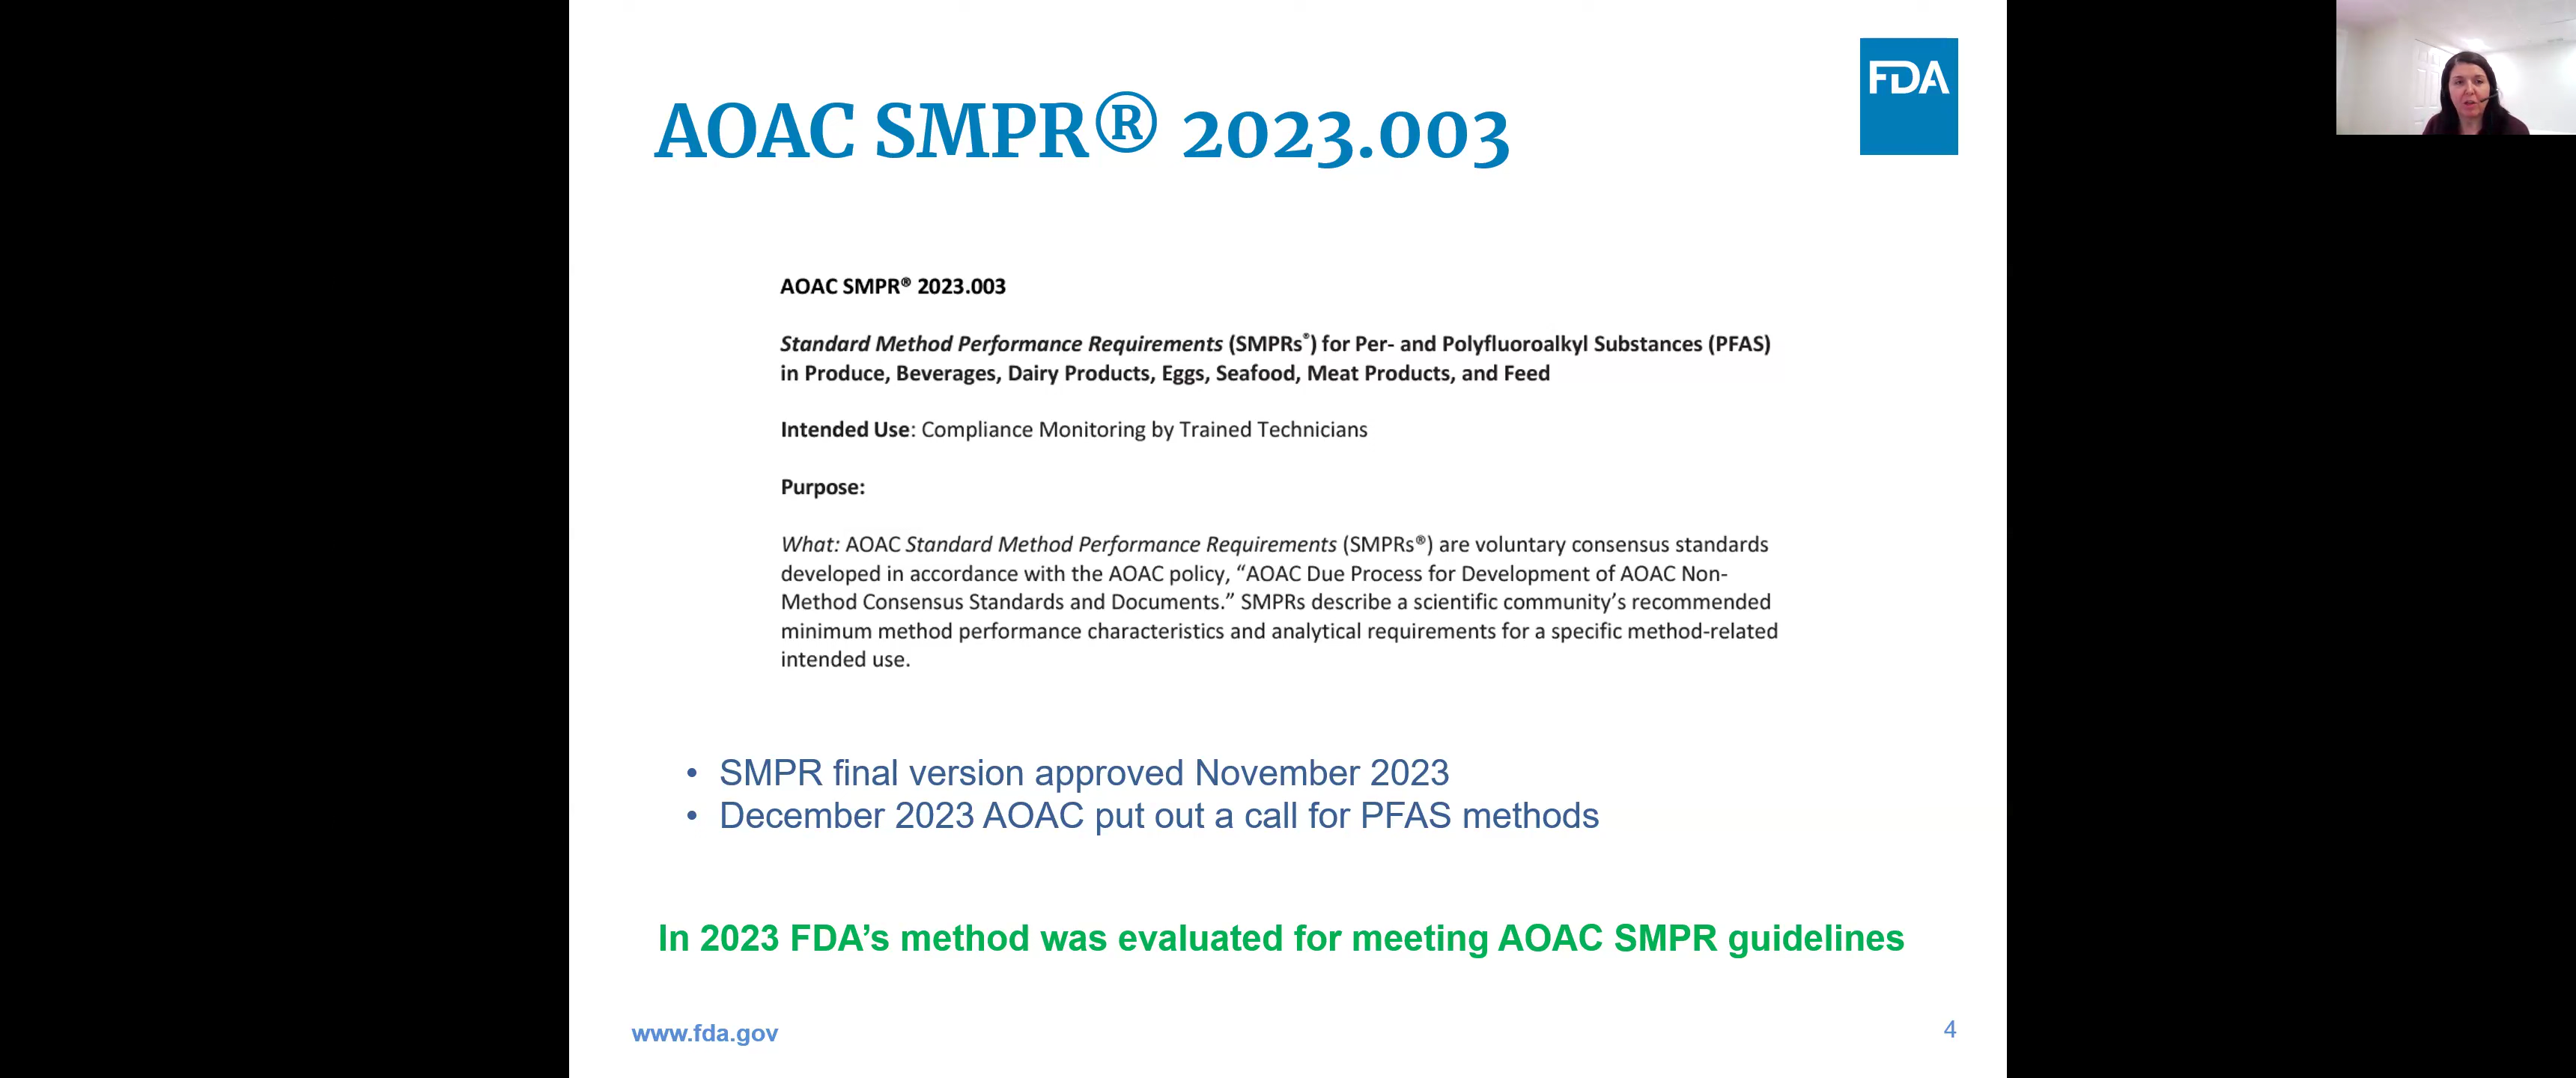 FDA
AOAC SMPR® 2023.003
AOAC SMPR® 2023.003
Standard Method Performance Requirements (SMPRs®) for Per- and Polyfluoroalkyl Substances (PFAS)
in Produce, Beverages, Dairy Products, Eggs, Seafood, Meat Products, and Feed
Intended Use: Compliance Monitoring by Trained Technicians
Purpose:
What: AOAC Standard Method Performance Requirements (SMPRs®) are voluntary consensus standards
developed in accordance with the AOAC policy, “AOAC Due Process for Development of AOAC Non-
Method Consensus Standards and Documents.” SMPRs describe a scientific community’s recommended
minimum method performance characteristics and analytical requirements for a specific method-related
intended use.
• SMPR final version approved November 2023
• December 2023 AOAC put out a call for PFAS methods
In 2023 FDA’s method was evaluated for meeting AOAC SMPR guidelines
www.fda.gov
4